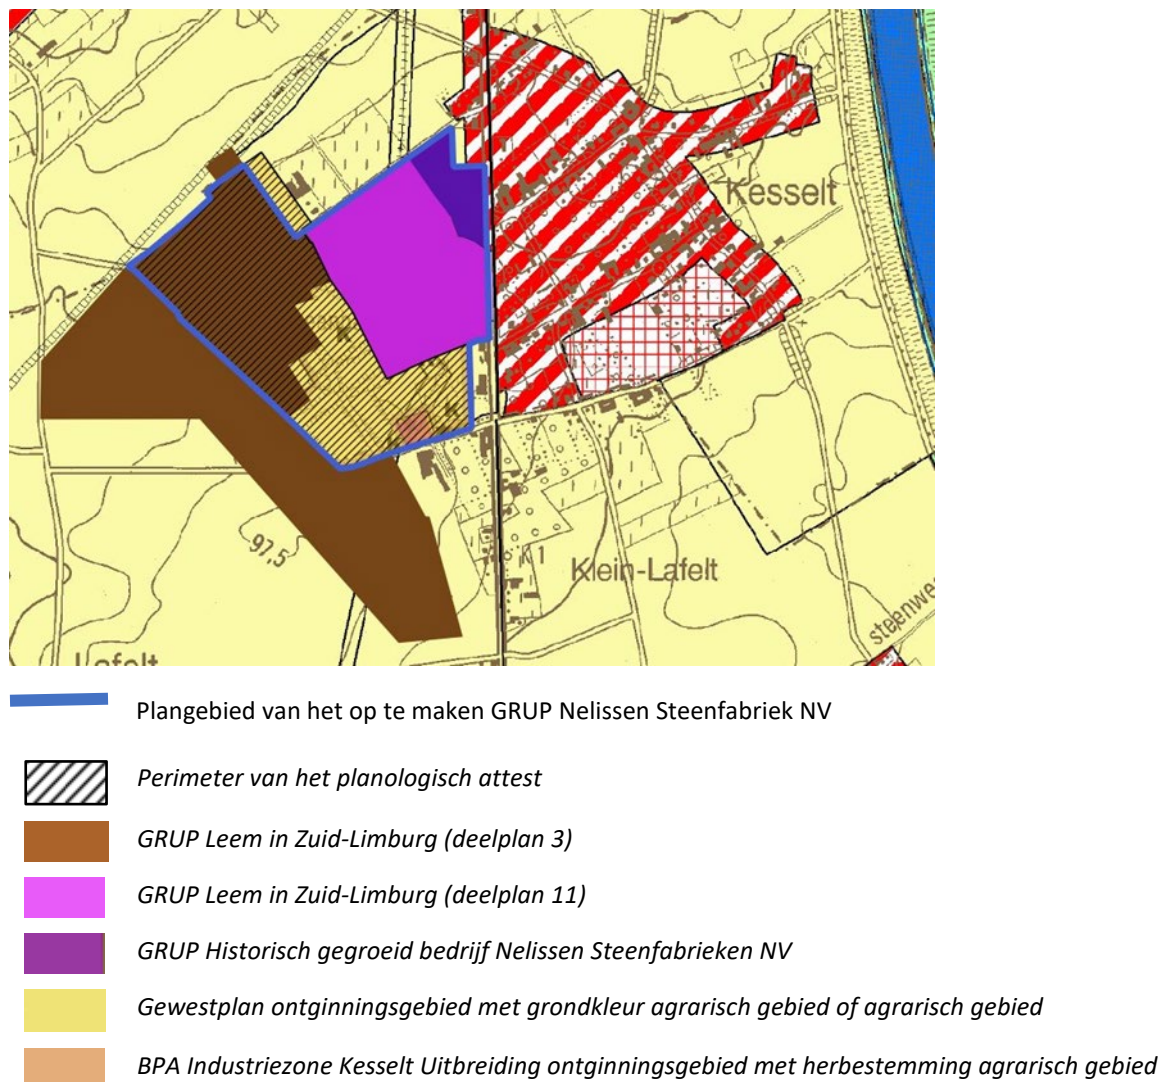 Kesselt
K
K
97,5
K 1
Klein-Lafelt
steenwe
Lafelt
Plangebied van het op te maken GRUP Nelissen Steenfabriek NV
Perimeter van het planologisch attest
GRUP Leem in Zuid-Limburg (deelplan 3)
GRUP Leem in Zuid-Limburg (deelplan 11)
GRUP Historisch gegroeid bedrijf Nelissen Steenfabrieken NV
Gewestplan ontginningsgebied met grondkleur agrarisch gebied of agrarisch gebied
BPA Industriezone Kesselt Uitbreiding ontginningsgebied met herbestemming agrarisch gebied